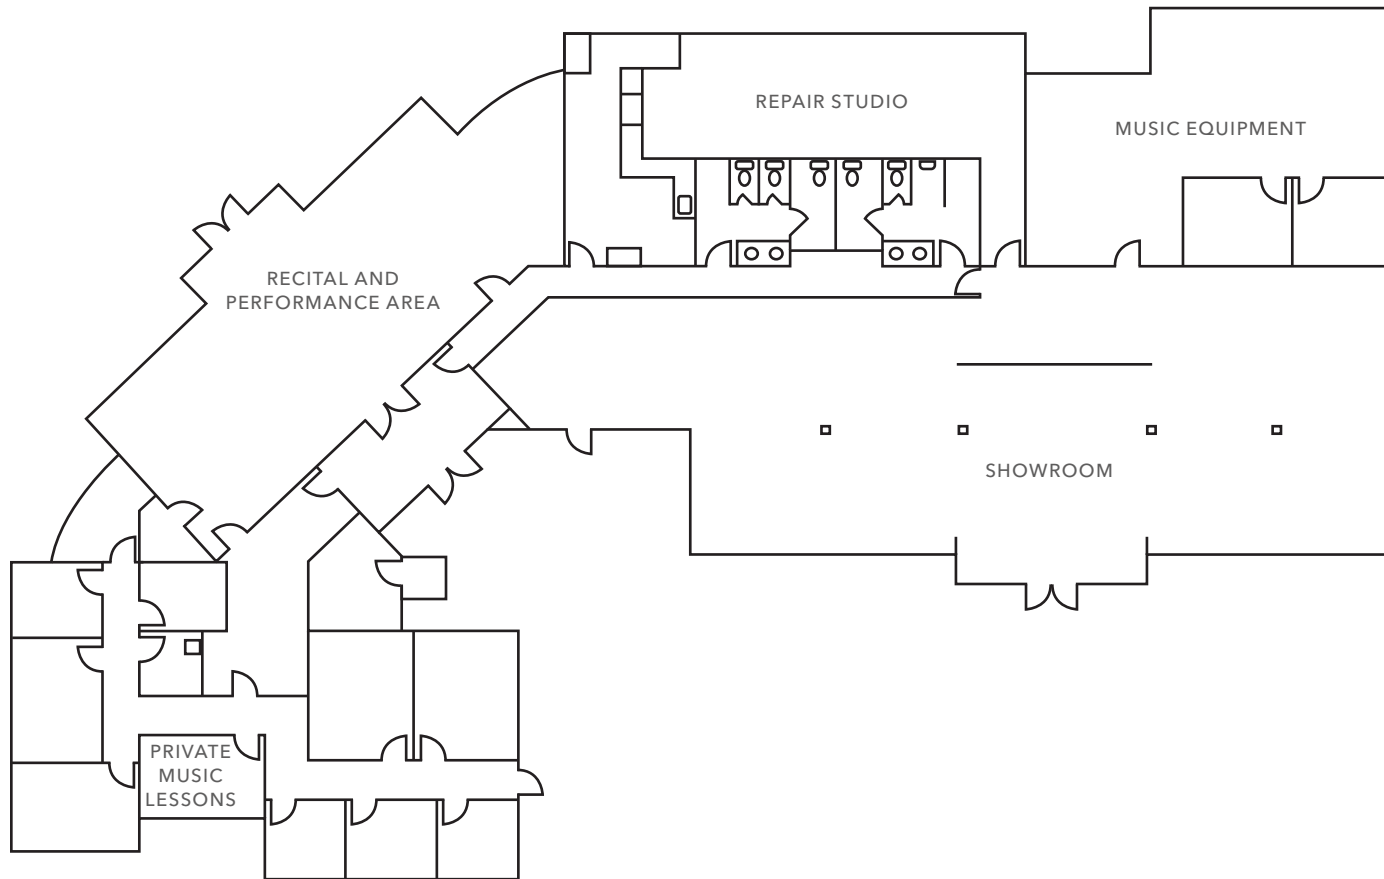 REPAIR STUDIO
MUSIC EQUIPMENT
RECITAL AND
PERFORMANCE AREA
SHOWROOM
PRIVATE
MUSIC
LESSONS